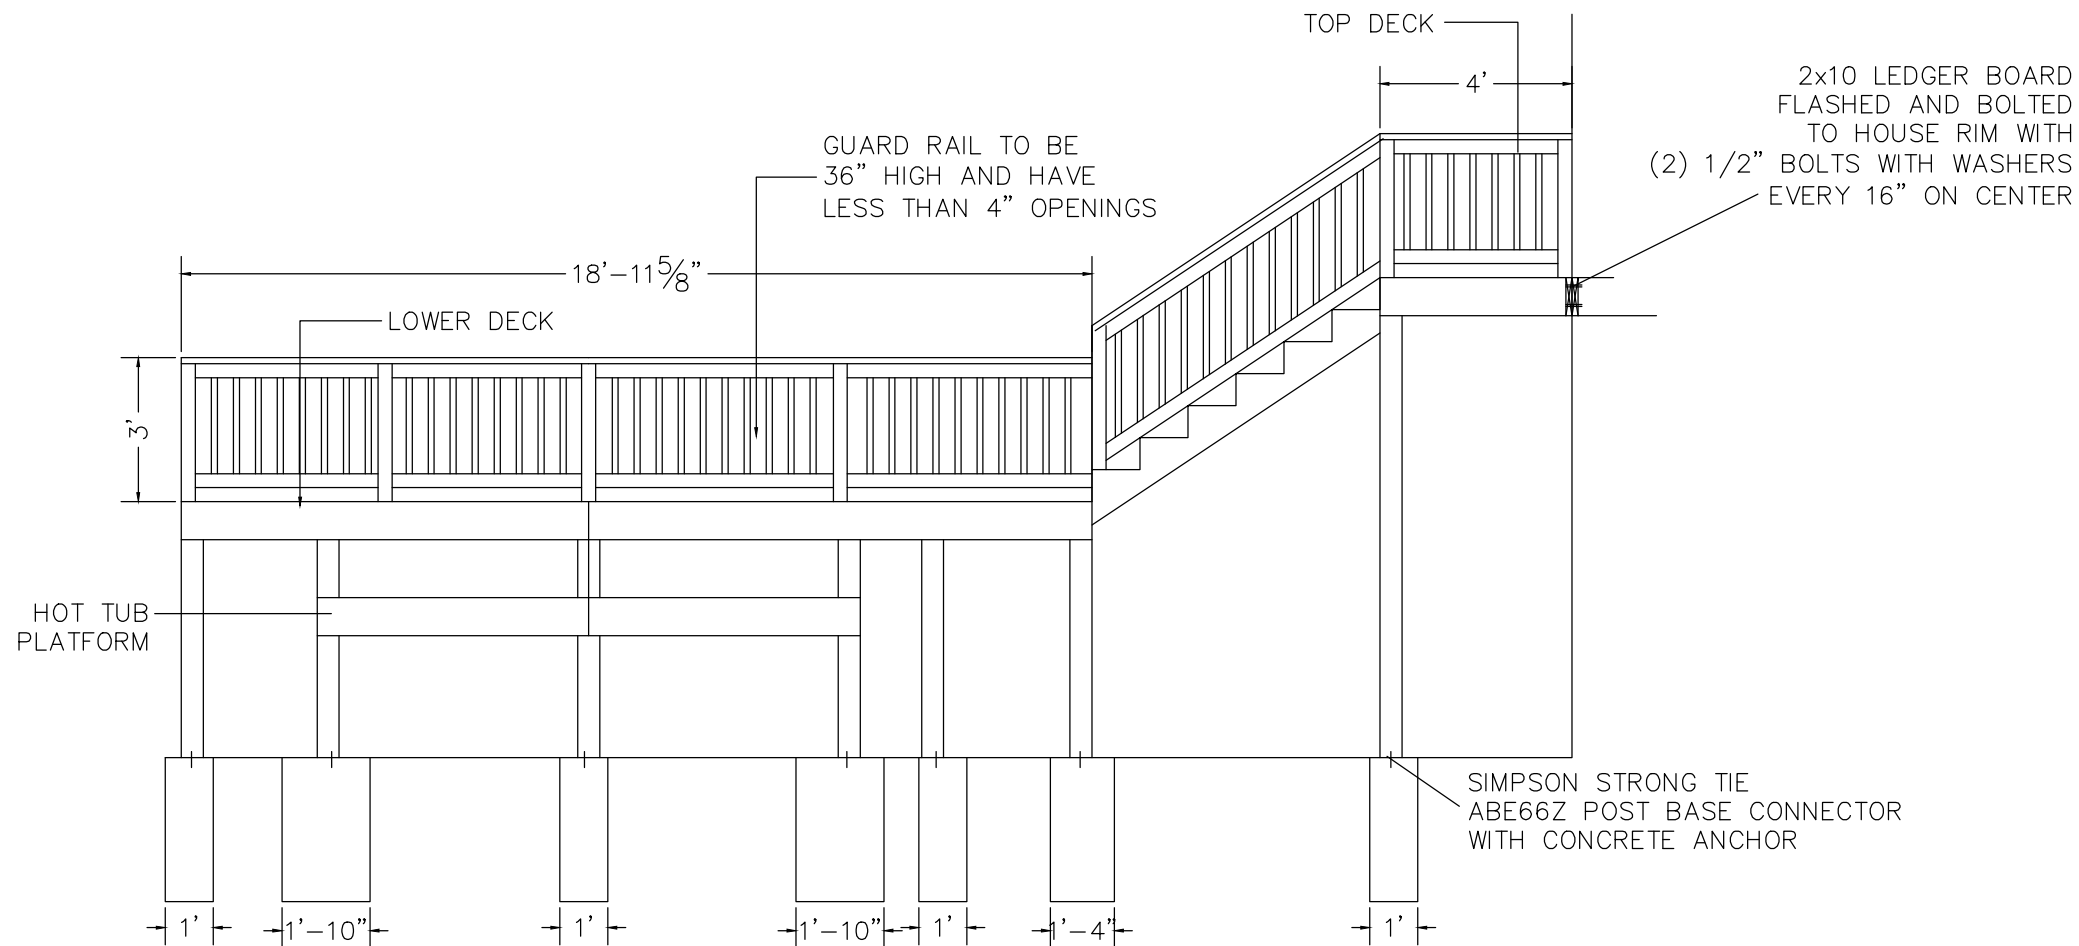 TOP DECK
4'
2x10 LEDGER BOARD
FLASHED AND BOLTED
TO HOUSE RIM WITH
(2) 1/2” BOLTS WITH WASHERS
EVERY 16” ON CENTER
GUARD RAIL TO BE
36” HIGH AND HAVE
LESS THAN 4” OPENINGS
18'-11 5/8"
LOWER DECK
3'
HOT TUB
PLATFORM
SIMPSON STRONG TIE
ABE66Z POST BASE CONNECTOR
WITH CONCRETE ANCHOR
1'
1'-10”
1'
1'-10”
1'
1'-4”
1'